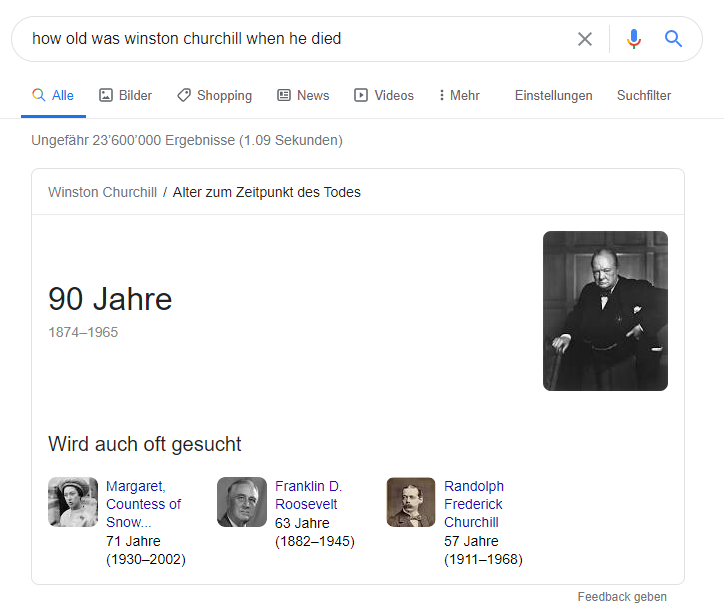 how old was winston churchill when he died
Alle Bilder Shopping News Videos Mehr Einstellungen Suchfilter
Ungefähr 23’600’000 Ergebnisse (1.09 Sekunden)
Winston Churchill / Alter zum Zeitpunkt des Todes
90 Jahre
1874–1965
Wird auch oft gesucht
Margaret,
Countess of
Snow...
71 Jahre
(1930–2002)
Franklin D.
Roosevelt
63 Jahre
(1882–1945)
Randolph
Frederick
Churchill
57 Jahre
(1911–1968)
Feedback geben